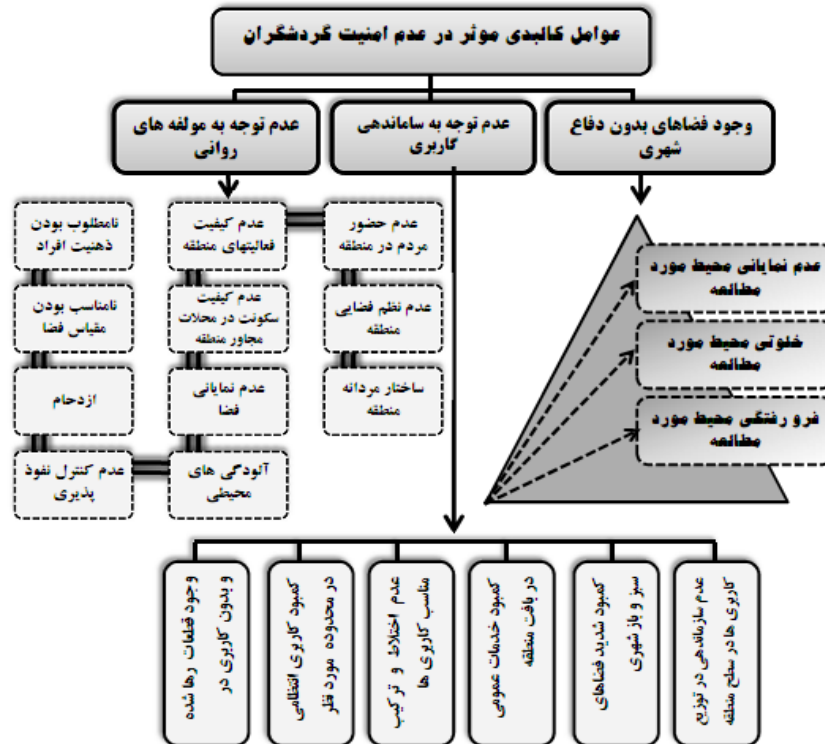 عوامل کالبدی موثر در عدم امنیت گردشگران
وجود فضاهای بدون دفاع
شهری
عدم توجه به ساماندهی
کاربری
عدم توجه به مولفه های
روانی
عدم نمایانی محیط مورد
مطالعه
خلوتی محیط مورد
مطالعه
فرو رفتگی محیط مورد
مطالعه
عدم حضور
مردم در منطقه
عدم نظم فضایی
منطقه
ساختار مردانه
منطقه
عدم کیفیت
فعالیتهای منطقه
عدم کیفیت
سکونت در محلات
مجاور منطقه
عدم نمایانی
فضا
آلودگی های
محیطی
نامطلوب بودن
ذهنیت افراد
نامناسب بودن
مقیاس فضا
ازدحام
عدم کنترل نفوذ
پذیری
عدم سازماندهی در توزیع
کاربری ها در سطح منطقه
کمبود شدید فضاهای
سبز و باز شهری
کمبود خدمات عمومی
در بافت منطقه
عدم اختلاط و ترکیب
مناسب کاربری ها
کمبود کاربری انتظامی
در محدوده مورد نظر
وجود قطعات رها شده
و بدون کاربری در